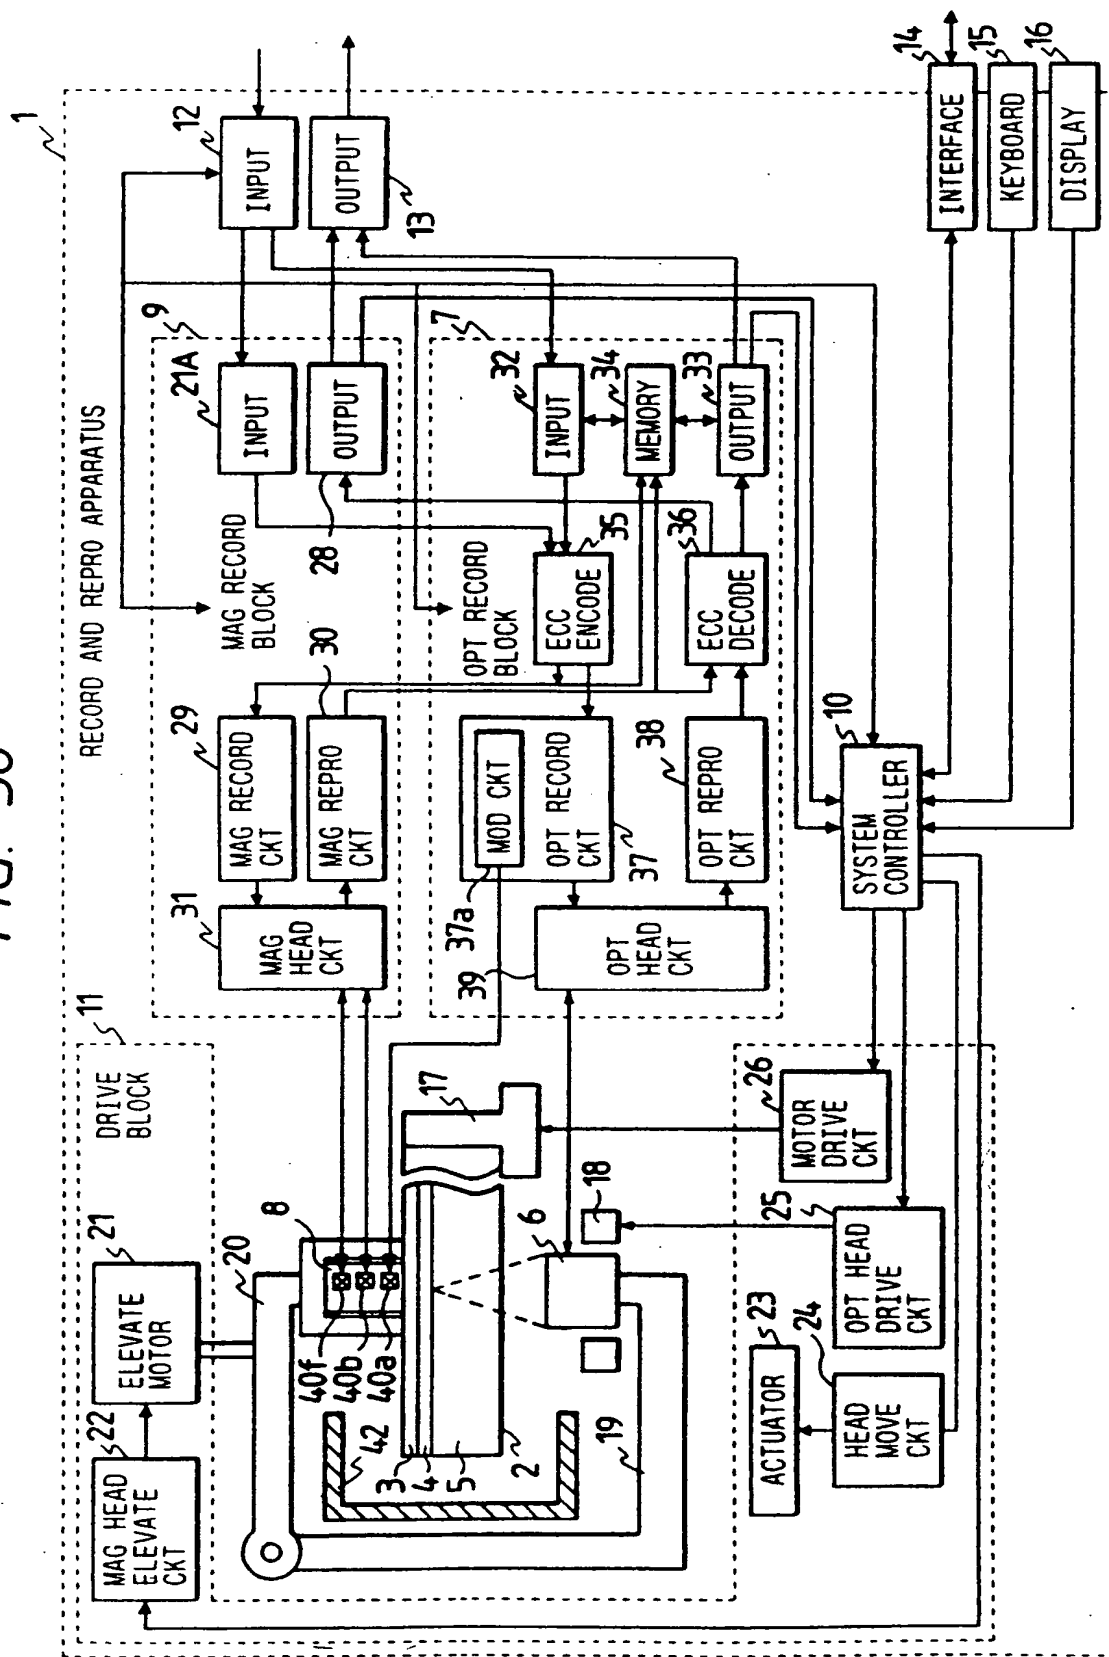 RECORD AND REPRO APPARATUS
1
DRIVE
BLOCK
11
MAG HEAD
ELEVATE
CKT
22
ELEVATE
MOTOR
21
20
8
40f
40b
40a
42
3
4
5
2
19
6
17
18
MAG RECORD
BLOCK
9
MAG HEAD
CKT
31
MAG RECORD
CKT
29
MAG REPRO
CKT
30
INPUT
21A
OUTPUT
28
INPUT
12
OUTPUT
13
OPT RECORD
BLOCK
7
OPT
HEAD
CKT
39
MOD CKT
37a
OPT RECORD
CKT
37
OPT REPRO
CKT
38
ECC
ENCODE
35
ECC
DECODE
36
INPUT
32
MEMORY
34
OUTPUT
33
ACTUATOR
23
HEAD
MOVE
CKT
24
OPT HEAD
DRIVE
CKT
25
MOTOR
DRIVE
CKT
26
SYSTEM
CONTROLLER
10
INTERFACE
14
KEYBOARD
15
DISPLAY
16